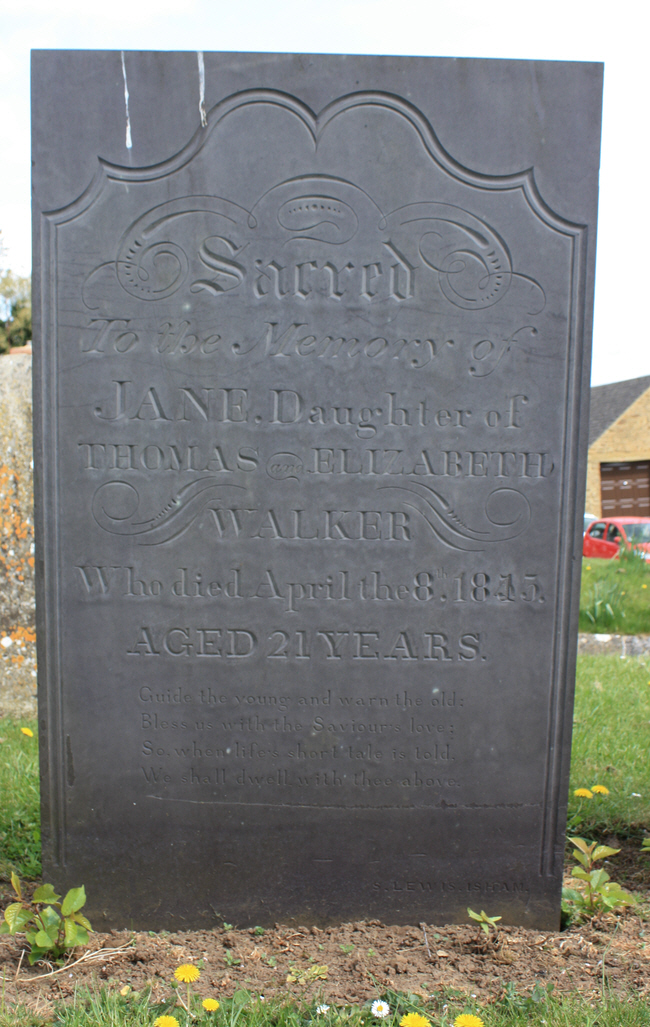 Sacred
To the Memory of
JANE, Daughter of
THOMAS and ELIZABETH
WALKER
Who died April the 8th, 1845.
AGED 21 YEARS.
Guide the young and warn the old:
Bless us with the Saviour's love;
So, when life's short tale is told,
We shall dwell with thee above.
S. LEWIS ISHAM.